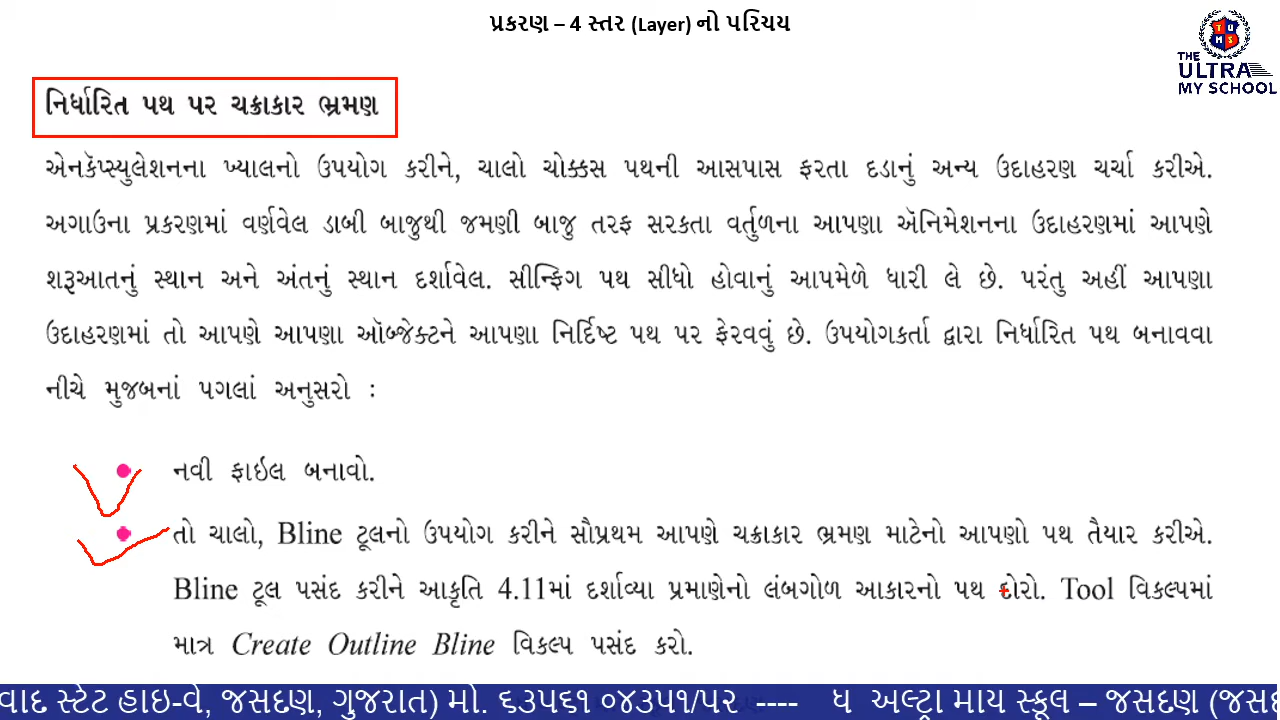 પ્રકરણ – 4 સ્તર (Layer) નો પરિચય
THE
ULTRA
MY SCHOOL
નિર્ધારિત પથ પર ચક્રાકાર ભ્રમણ
એનકૅપ્સ્યુલેશનના ખ્યાલનો ઉપયોગ કરીને, ચાલો ચોક્કસ પથની આસપાસ ફરતા દડાનું અન્ય ઉદાહરણ ચર્ચા કરીએ.
અગાઉના પ્રકરણમાં વર્ણવેલ ડાબી બાજુથી જમણી બાજુ તરફ સરકતા વર્તુળના આપણા ઍનિમેશનના ઉદાહરણમાં આપણે
શરૂઆતનું સ્થાન અને અંતનું સ્થાન દર્શાવેલ. સીન્ફિગ પથ સીધો હોવાનું આપમેળે ધારી લે છે. પરંતુ અહીં આપણા
ઉદાહરણમાં તો આપણે આપણા ઑબ્જેક્ટને આપણા નિર્દિષ્ટ પથ પર ફેરવવું છે. ઉપયોગકર્તા દ્વારા નિર્ધારિત પથ બનાવવા
નીચે મુજબનાં પગલાં અનુસરો :
નવી ફાઇલ બનાવો.
તો ચાલો, Bline ટૂલનો ઉપયોગ કરીને સૌપ્રથમ આપણે ચક્રાકાર ભ્રમણ માટેનો આપણો પથ તૈયાર કરીએ.
Bline ટૂલ પસંદ કરીને આકૃતિ 4.11માં દર્શાવ્યા પ્રમાણેનો લંબગોળ આકારનો પથ દોરો. Tool વિકલ્પમાં
માત્ર Create Outline Bline વિકલ્પ પસંદ કરો.
વાદ સ્ટેટ હાઇ-વે, જસદણ, ગુજરાત) મો. ૬૩૫૬૧ ૦૪૩૫૧/૫૨ ---- ધ અલ્ટ્રા માય સ્કૂલ – જસદણ (જસદ